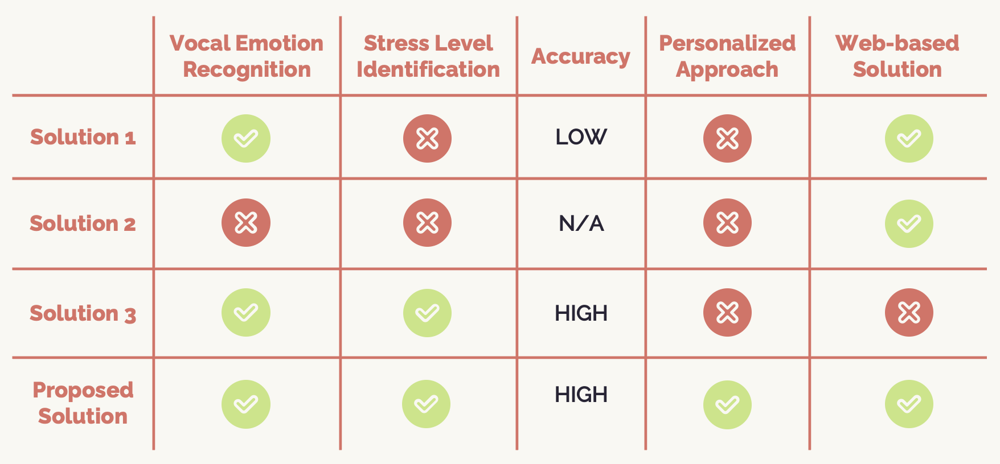 Vocal Emotion
Recognition
Stress Level
Identification
Accuracy
Personalized
Approach
Web-based
Solution
Solution 1
LOW
Solution 2
N/A
Solution 3
HIGH
Proposed
Solution
HIGH